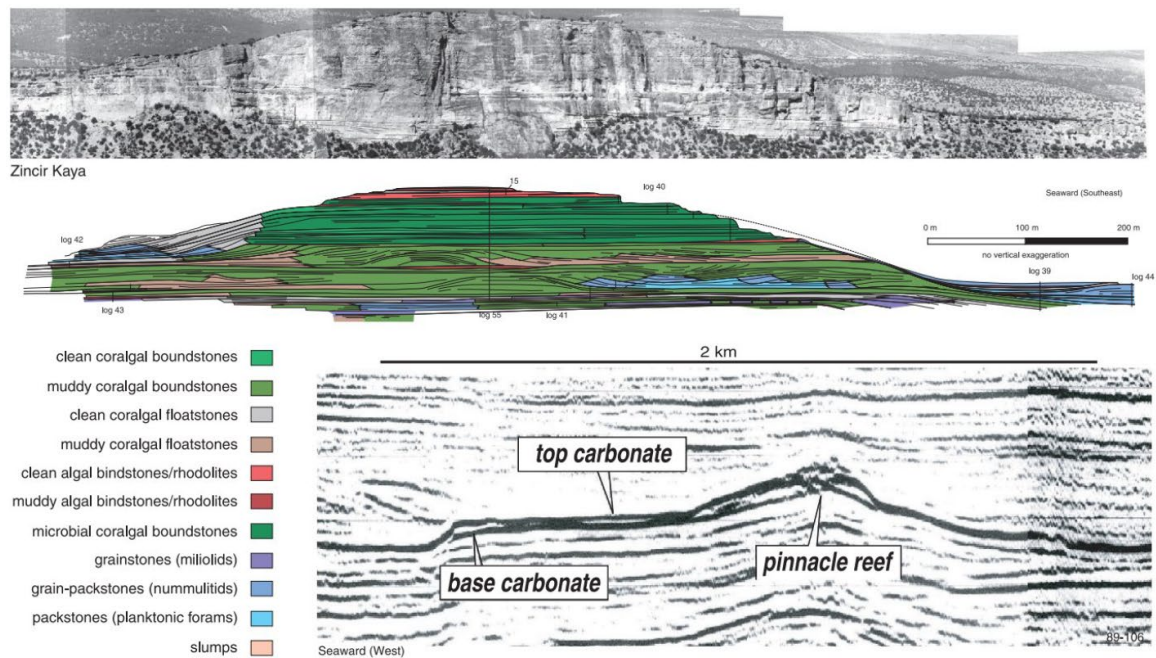 Zincir Kaya
15
log 40
Seaward (Southeast)
log 42
0 m 100 m 200 m
no vertical exaggeration
log 39
log 44
log 43
log 55
log 41
clean coralgal boundstones
muddy coralgal boundstones
clean coralgal floatstones
muddy coralgal floatstones
clean algal bindstones/rhodolites
muddy algal bindstones/rhodolites
microbial coralgal boundstones
grainstones (miliolids)
grain-packstones (nummulitids)
packstones (planktonic forams)
slumps
2 km
top carbonate
base carbonate
pinnacle reef
Seaward (West)
89-106